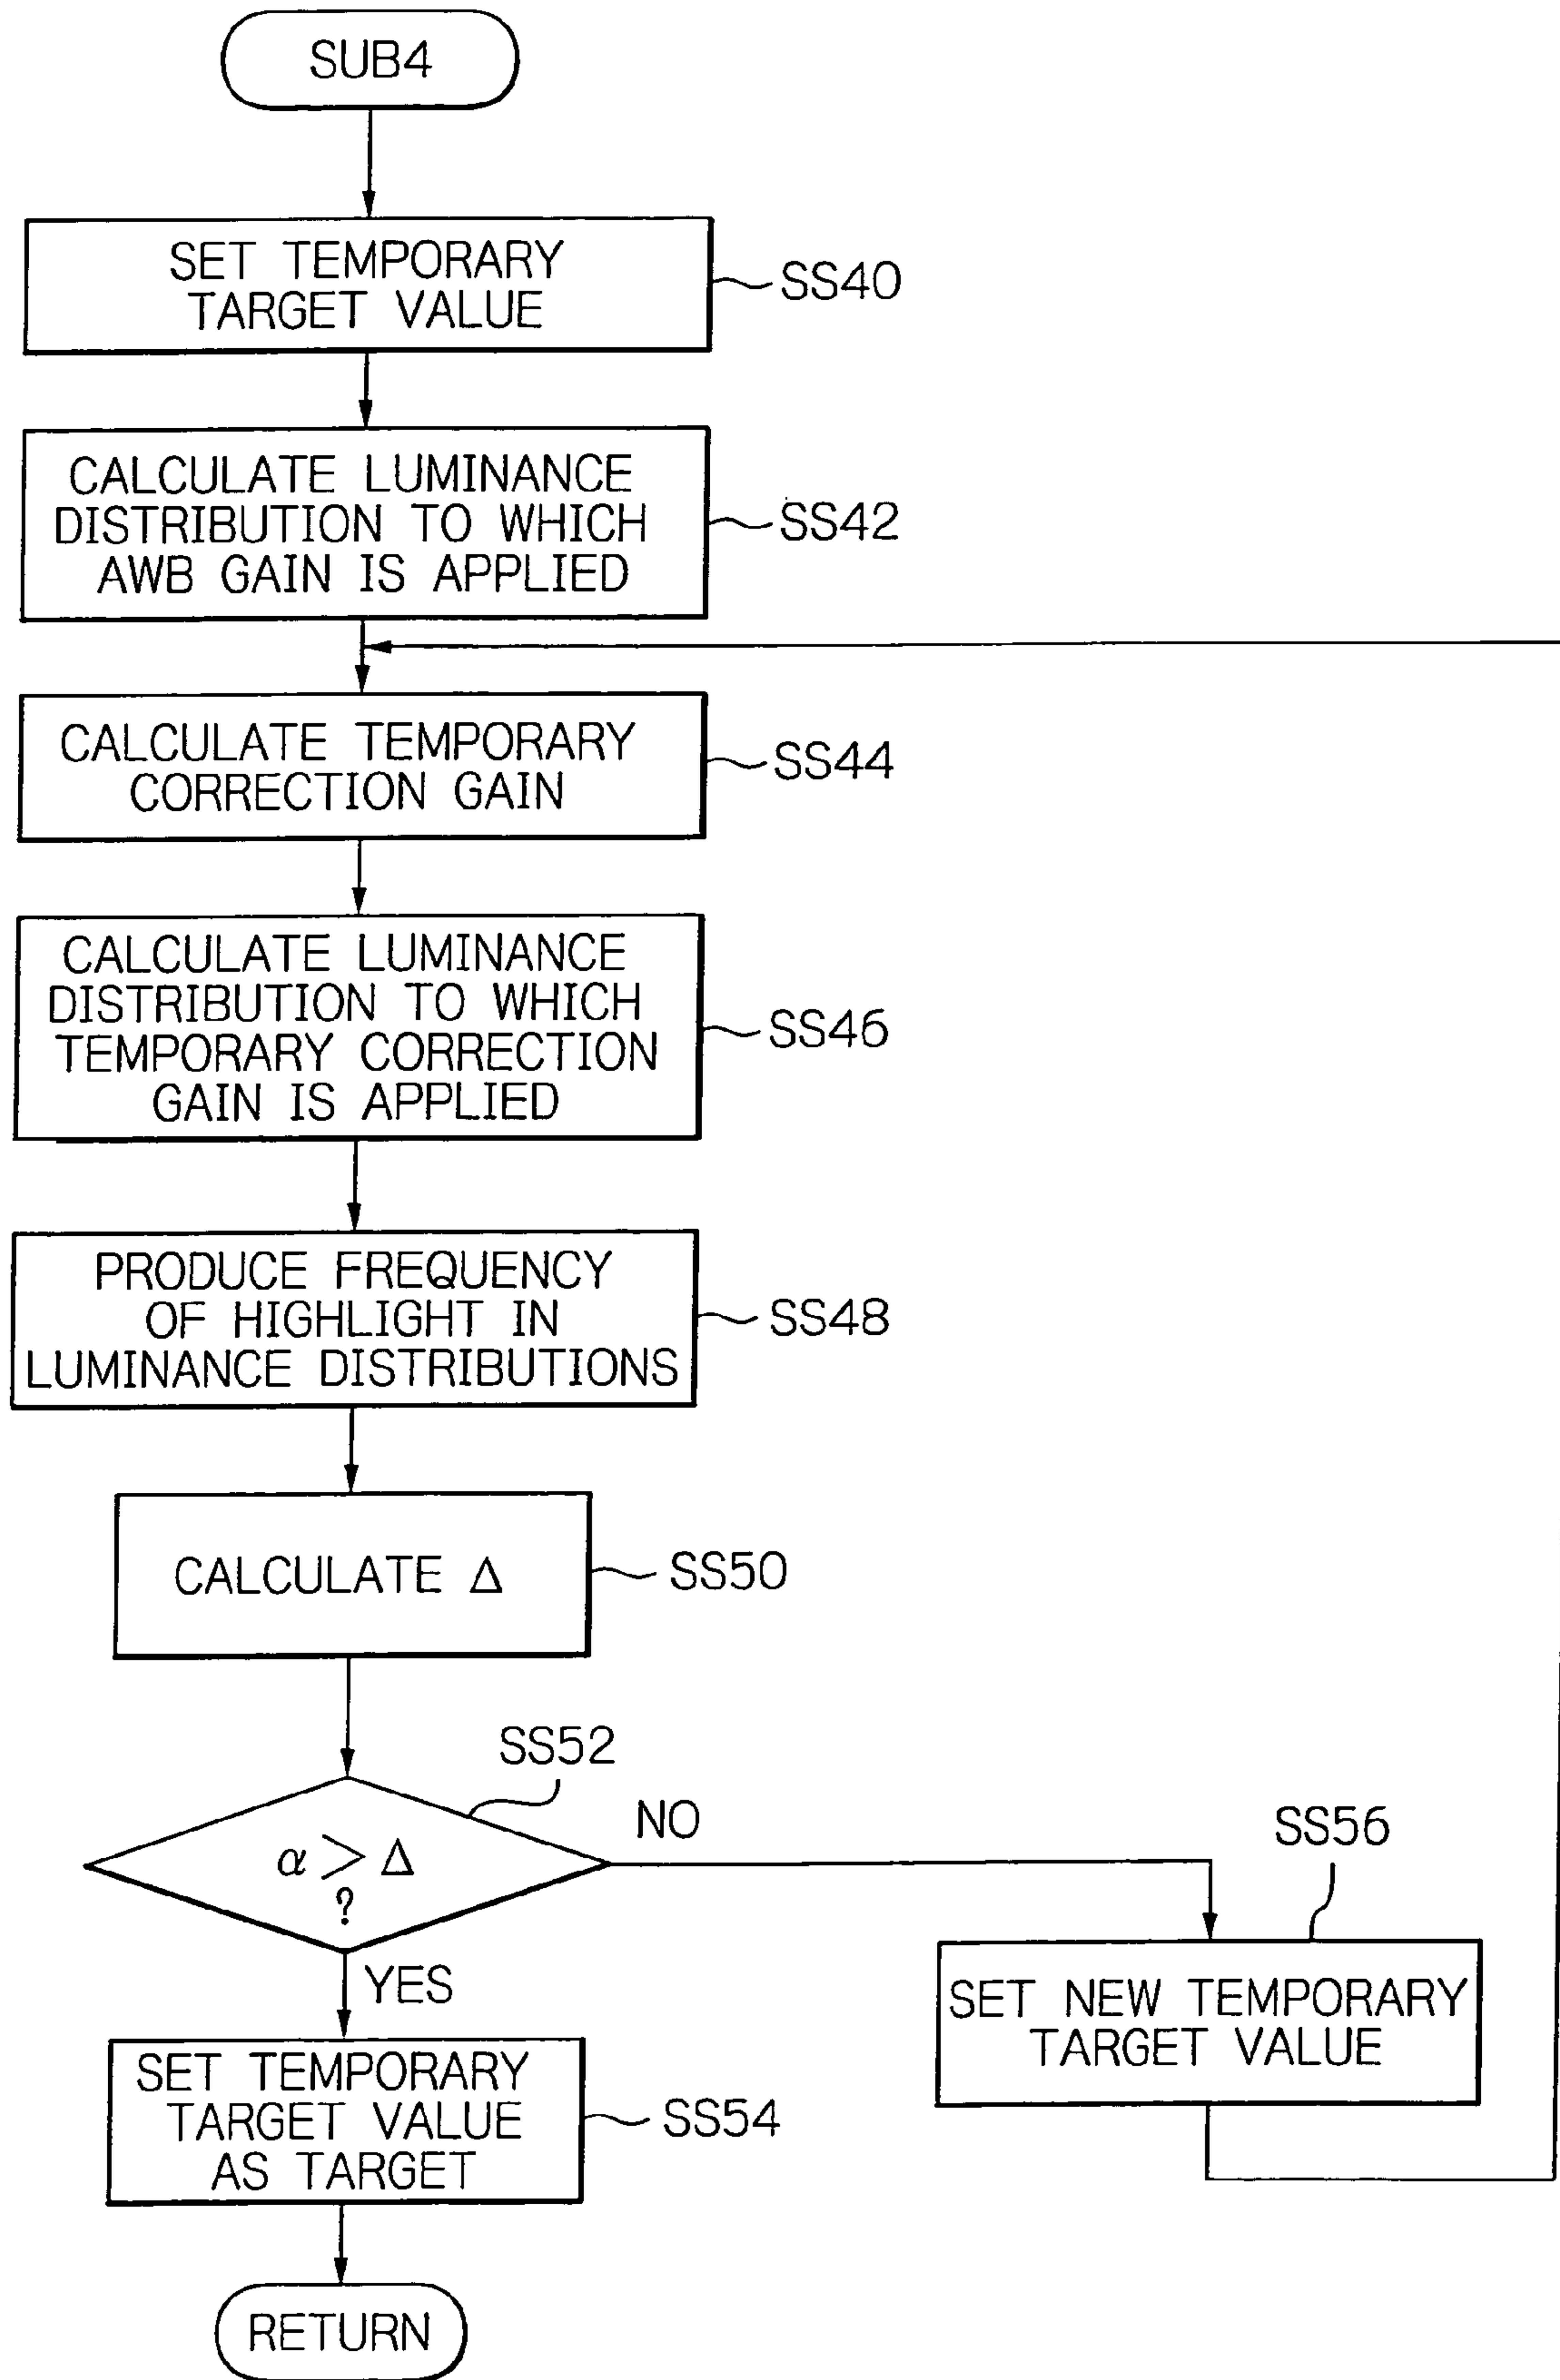 SUB4
SET TEMPORARY
TARGET VALUE
SS40
CALCULATE LUMINANCE
DISTRIBUTION TO WHICH
AWB GAIN IS APPLIED
SS42
CALCULATE TEMPORARY
CORRECTION GAIN
SS44
CALCULATE LUMINANCE
DISTRIBUTION TO WHICH
TEMPORARY CORRECTION
GAIN IS APPLIED
SS46
PRODUCE FREQUENCY
OF HIGHLIGHT IN
LUMINANCE DISTRIBUTIONS
SS48
CALCULATE Δ
SS50
SS52
α > Δ
?
NO
YES
SS56
SET NEW TEMPORARY
TARGET VALUE
SET TEMPORARY
TARGET VALUE
AS TARGET
SS54
RETURN